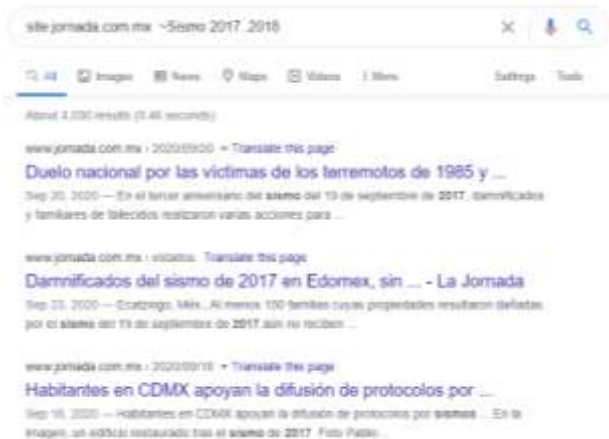 site:jornada.com.mx ~Sismo 2017..2018
All Images News Maps Videos More Settings Tools
About 4,030 results (0.46 seconds)
www.jornada.com.mx › 2020/09/20 Translate this page
Duelo nacional por las víctimas de los terremotos de 1985 y ...
Sep 20, 2020 — En el tercer aniversario del sismo del 19 de septiembre de 2017, damnificados
y familiares de fallecidos realizaron varias acciones para ...
www.jornada.com.mx › estados Translate this page
Damnificados del sismo de 2017 en Edomex, sin ... - La Jornada
Sep 23, 2020 — Ecatzingo, Méx., Al menos 150 familias cuyas propiedades resultaron dañadas
por el sismo del 19 de septiembre de 2017 aún no reciben ...
www.jornada.com.mx › 2020/09/18 Translate this page
Habitantes en CDMX apoyan la difusión de protocolos por ...
Sep 18, 2020 — Habitantes en CDMX apoyan la difusión de protocolos por sismos ... En la
imagen, un edificio restaurado tras el sismo de 2017. Foto Pablo...